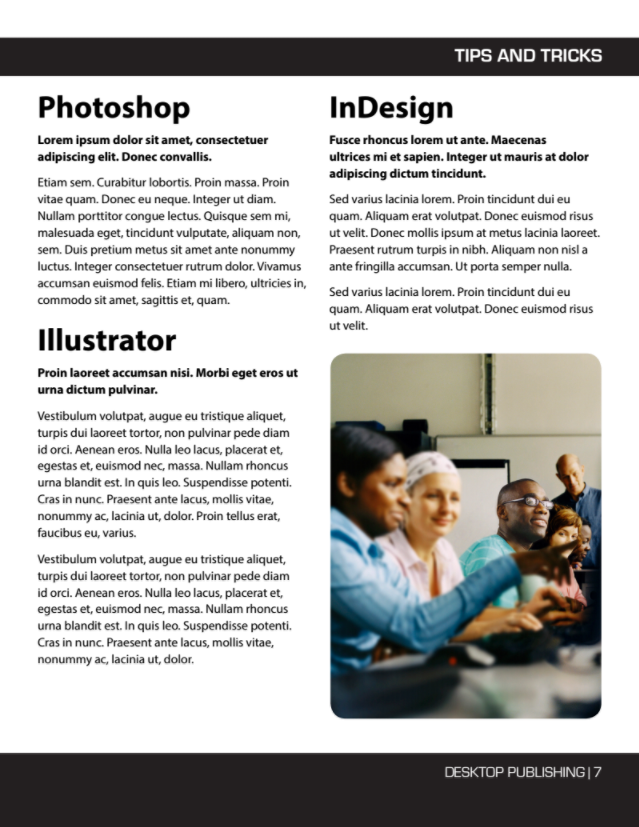 TIPS AND TRICKS
Photoshop
Lorem ipsum dolor sit amet, consectetuer
adipiscing elit. Donec convallis.
Etiam sem. Curabitur lobortis. Proin massa. Proin
vitae quam. Donec eu neque. Integer ut diam.
Nullam porttitor congue lectus. Quisque sem mi,
malesuada eget, tincidunt vulputate, aliquam non,
sem. Duis pretium metus sit amet ante nonummy
luctus. Integer consectetuer rutrum dolor. Vivamus
accumsan euismod felis. Etiam mi libero, ultricies in,
commodo sit amet, sagittis et, quam.
Illustrator
Proin laoreet accumsan nisi. Morbi eget eros ut
urna dictum pulvinar.
Vestibulum volutpat, augue eu tristique aliquet,
turpis dui laoreet tortor, non pulvinar pede diam
id orci. Aenean eros. Nulla leo lacus, placerat et,
egestas et, euismod nec, massa. Nullam rhoncus
urna blandit est. In quis leo. Suspendisse potenti.
Cras in nunc. Praesent ante lacus, mollis vitae,
nonummy ac, lacinia ut, dolor. Proin tellus erat,
faucibus eu, varius.
Vestibulum volutpat, augue eu tristique aliquet,
turpis dui laoreet tortor, non pulvinar pede diam
id orci. Aenean eros. Nulla leo lacus, placerat et,
egestas et, euismod nec, massa. Nullam rhoncus
urna blandit est. In quis leo. Suspendisse potenti.
Cras in nunc. Praesent ante lacus, mollis vitae,
nonummy ac, lacinia ut, dolor.
InDesign
Fusce rhoncus lorem ut ante. Maecenas
ultrices mi et sapien. Integer ut mauris at dolor
adipiscing dictum tincidunt.
Sed varius lacinia lorem. Proin tincidunt dui eu
quam. Aliquam erat volutpat. Donec euismod risus
ut velit. Donec mollis ipsum at metus lacinia laoreet.
Praesent rutrum turpis in nibh. Aliquam non nisl a
ante fringilla accumsan. Ut porta semper nulla.
Sed varius lacinia lorem. Proin tincidunt dui eu
quam. Aliquam erat volutpat. Donec euismod risus
ut velit.
DESKTOP PUBLISHING | 7